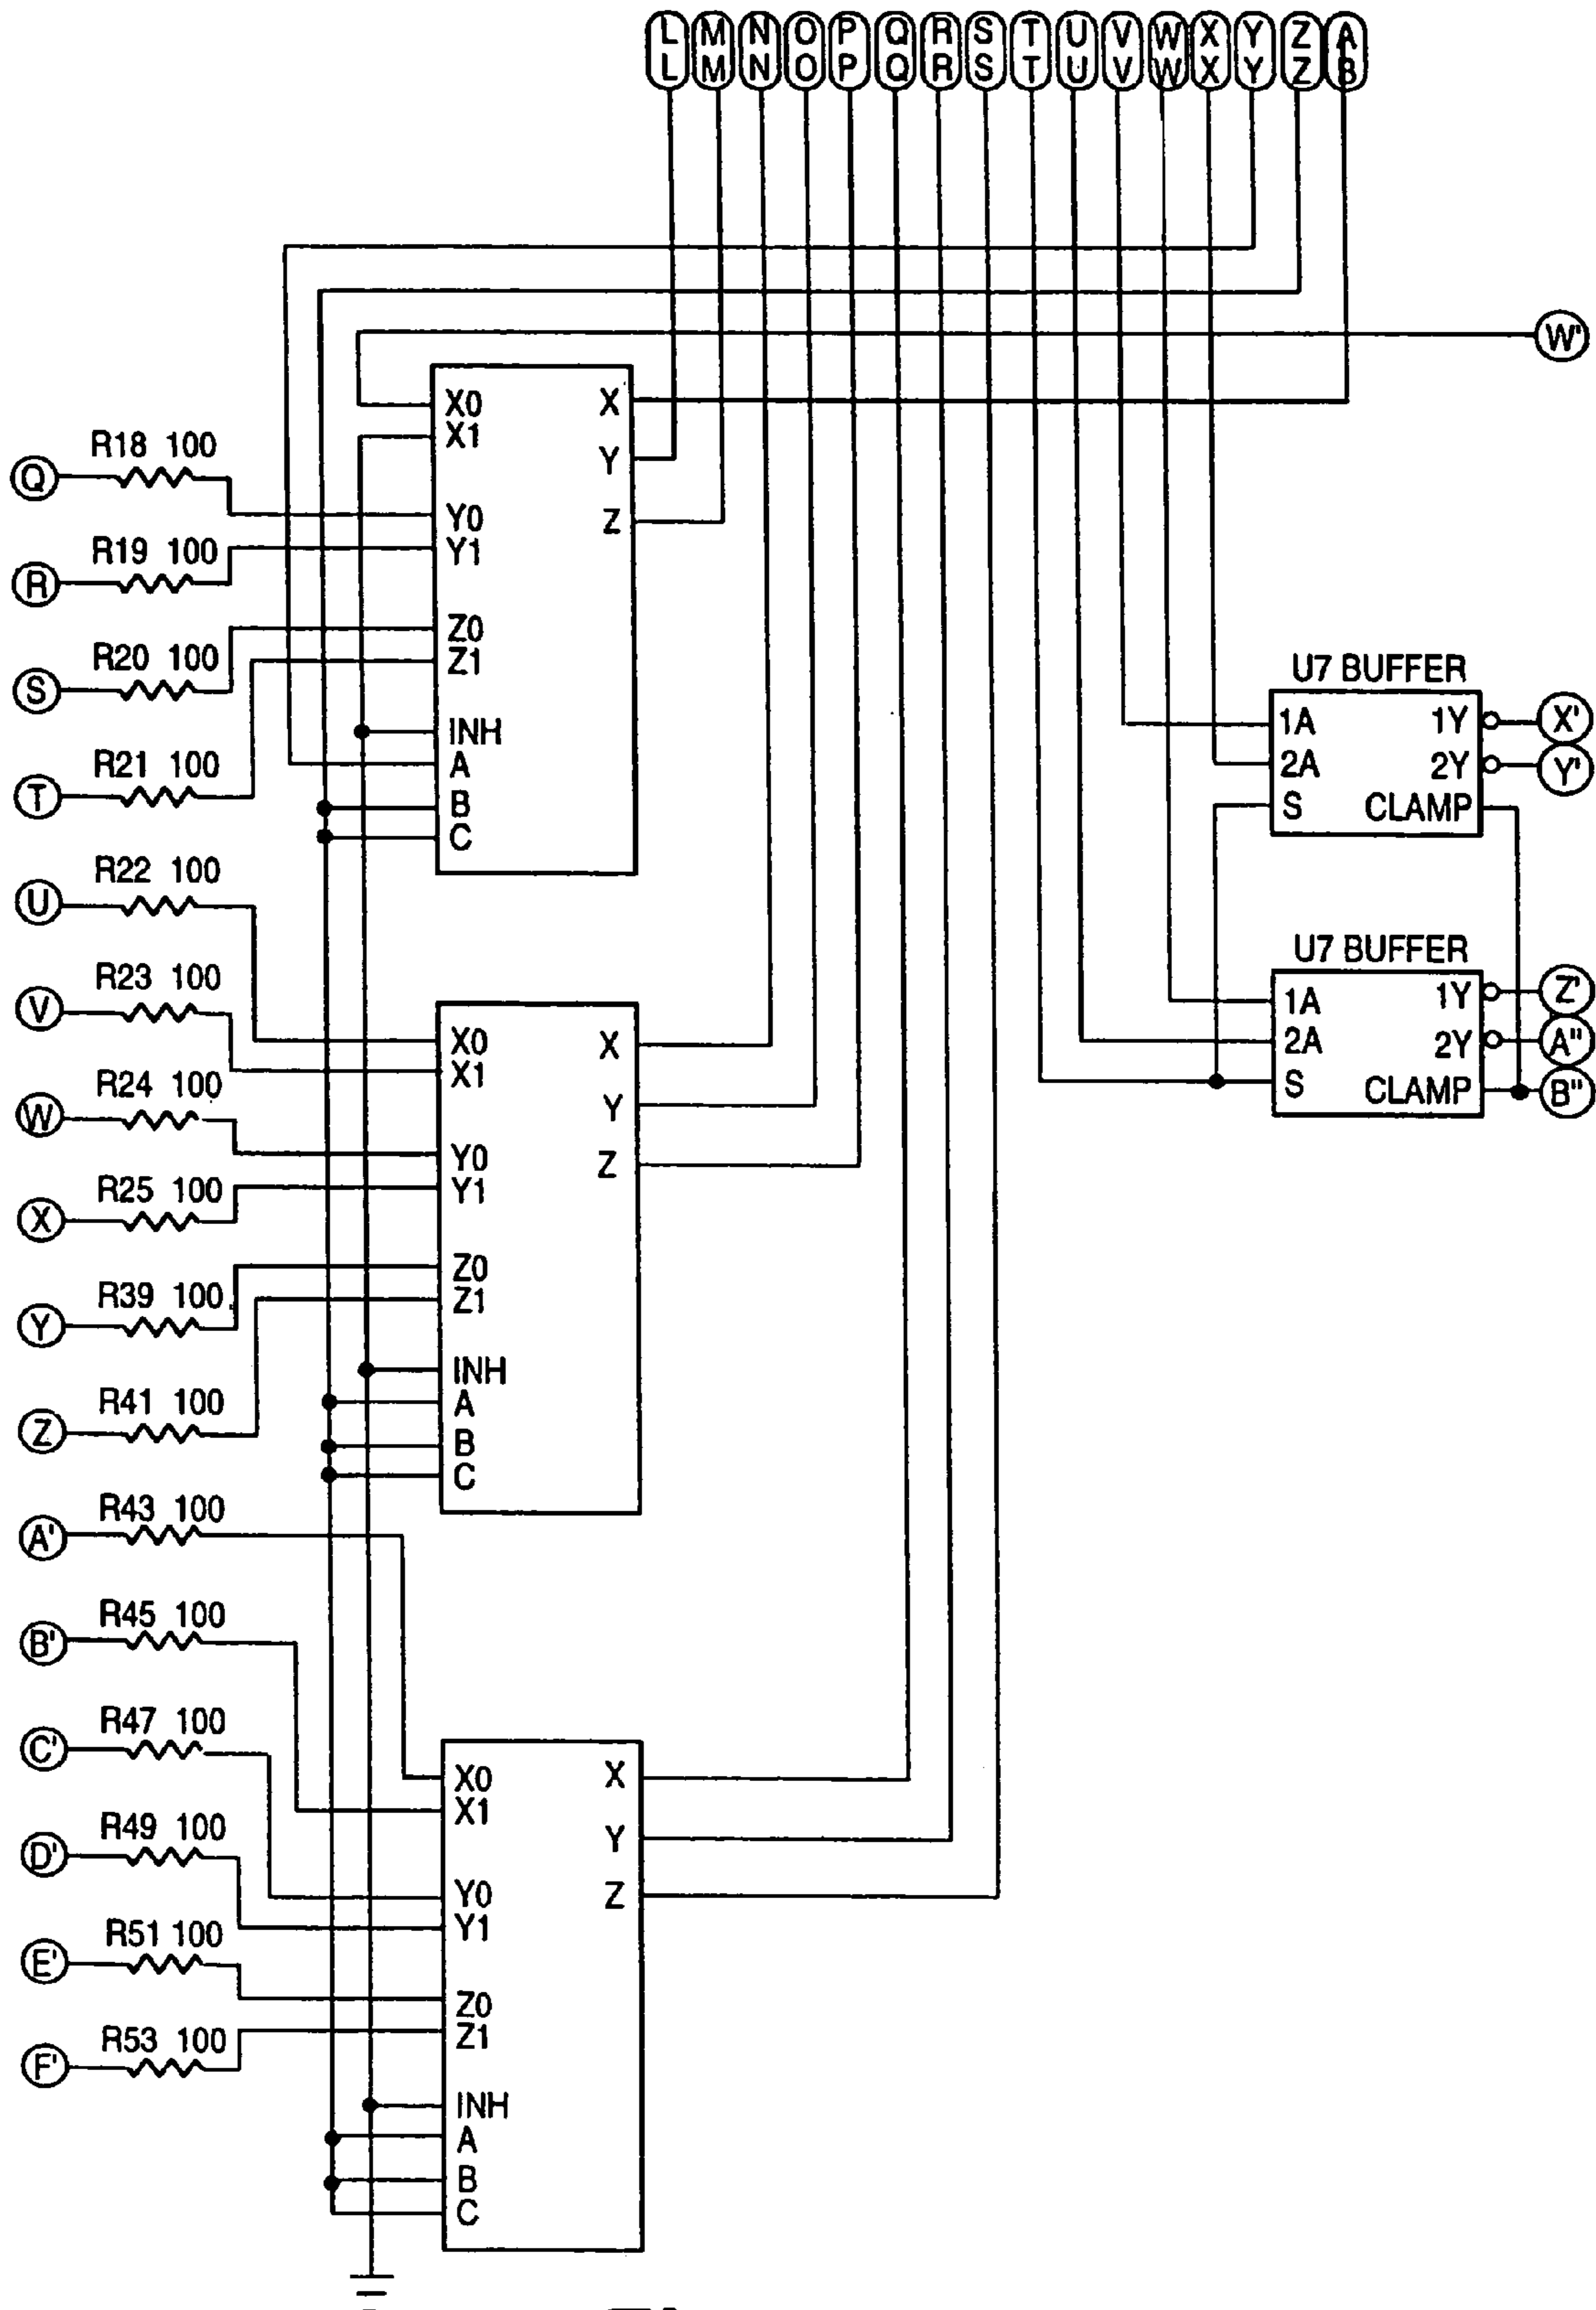 L M N O P Q R S T U V W X Y Z A
L M N O P Q R S T U V W X Y Z B
W'
X0 X
X1
R18 100
Y
Q
Y0 Z
R19 100
Y1
R
Z0
R20 100
Z1
S
U7 BUFFER
INH
1A 1Y X'
R21 100
A
2A 2Y Y'
T
B
S CLAMP
C
R22 100
U
U7 BUFFER
R23 100
1A 1Y Z'
V
X0 X
2A 2Y A"
X1
R24 100
S CLAMP B"
Y
W
Y0 Z
R25 100
Y1
X
Z0
R39 100
Z1
Y
INH
R41 100
A
Z
B
C
R43 100
A'
R45 100
B'
R47 100
C'
X0 X
X1
R49 100
Y
D'
Y0 Z
Y1
R51 100
E'
Z0
R53 100
Z1
F'
INH
A
B
C